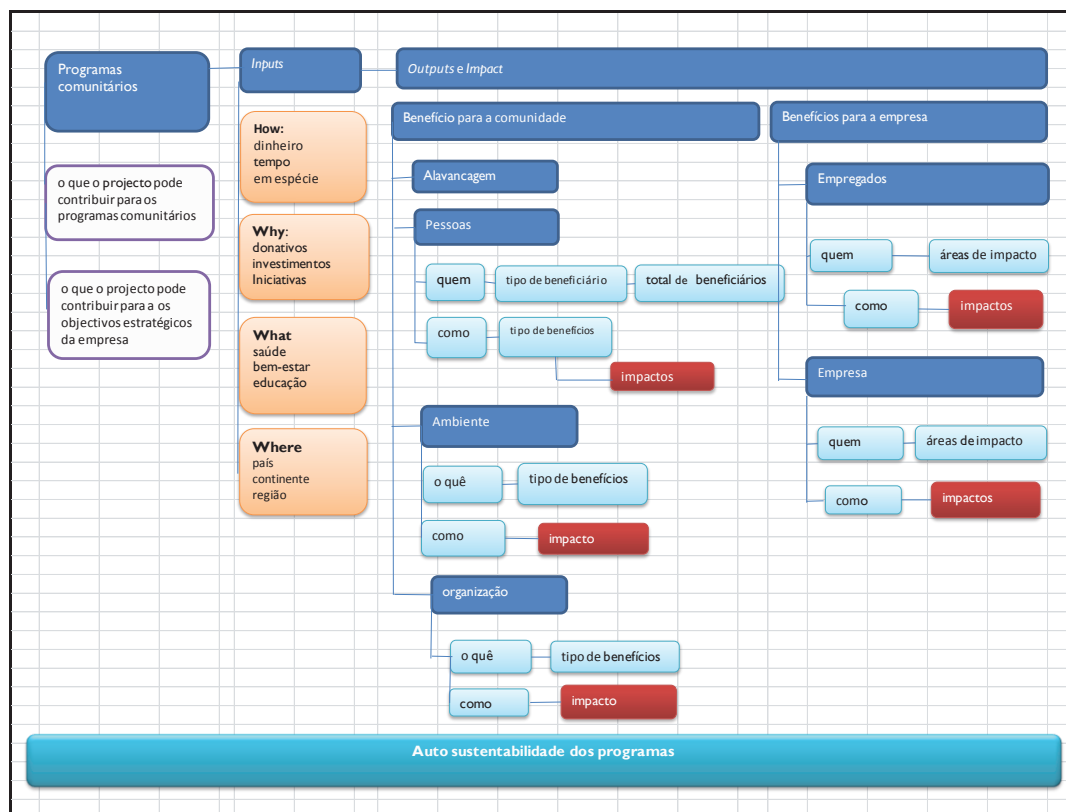 Programas
comunitários
o que o projecto pode
contribuir para os
programas comunitários
o que o projecto pode
contribuir para a os
objectivos estratégicos
da empresa
Inputs
How:
dinheiro
tempo
em espécie
Why:
donativos
investimentos
Iniciativas
What
saúde
bem-estar
educação
Where
país
continente
região
Outputs e Impact
Benefício para a comunidade
Alavancagem
Pessoas
quem
tipo de beneficiário
total de beneficiários
como
tipo de benefícios
impactos
Ambiente
o quê
tipo de benefícios
como
impacto
organização
o quê
tipo de benefícios
como
impacto
Benefícios para a empresa
Empregados
quem
áreas de impacto
como
impactos
Empresa
quem
áreas de impacto
como
impactos
Auto sustentabilidade dos programas